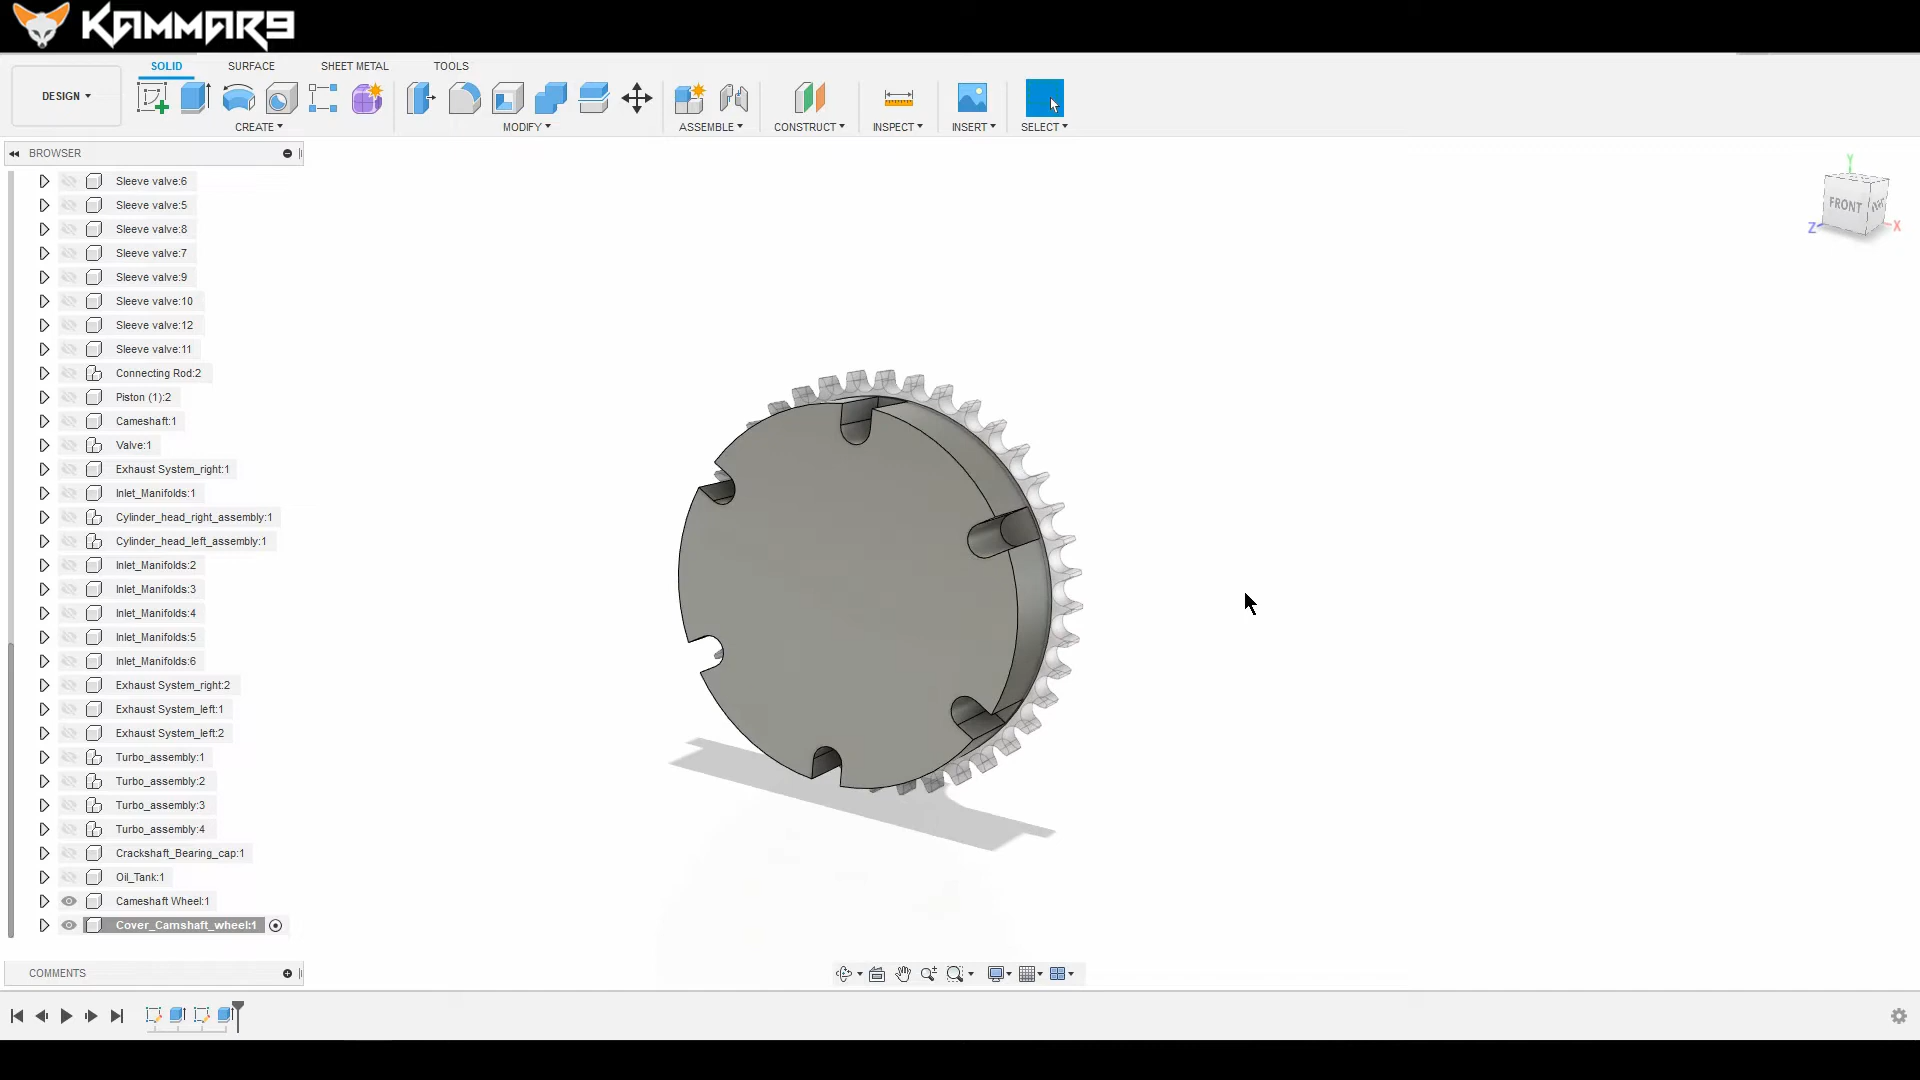 KAMMAR9
SOLID SURFACE SHEET METAL TOOLS
DESIGN
CREATE MODIFY ASSEMBLE CONSTRUCT INSPECT INSERT SELECT
BROWSER
Sleeve valve:6
Sleeve valve:5
Sleeve valve:8
Sleeve valve:7
Sleeve valve:9
Sleeve valve:10
Sleeve valve:12
Sleeve valve:11
Connecting Rod:2
Piston (1):2
Cameshaft:1
Valve:1
Exhaust System_right:1
Inlet_Manifolds:1
Cylinder_head_right_assembly:1
Cylinder_head_left_assembly:1
Inlet_Manifolds:2
Inlet_Manifolds:3
Inlet_Manifolds:4
Inlet_Manifolds:5
Inlet_Manifolds:6
Exhaust System_right:2
Exhaust System_left:1
Exhaust System_left:2
Turbo_assembly:1
Turbo_assembly:2
Turbo_assembly:3
Turbo_assembly:4
Crackshaft_Bearing_cap:1
Oil_Tank:1
Cameshaft Wheel:1
Cover_Camshaft_wheel:1
COMMENTS
Y
FRONT
Z
X